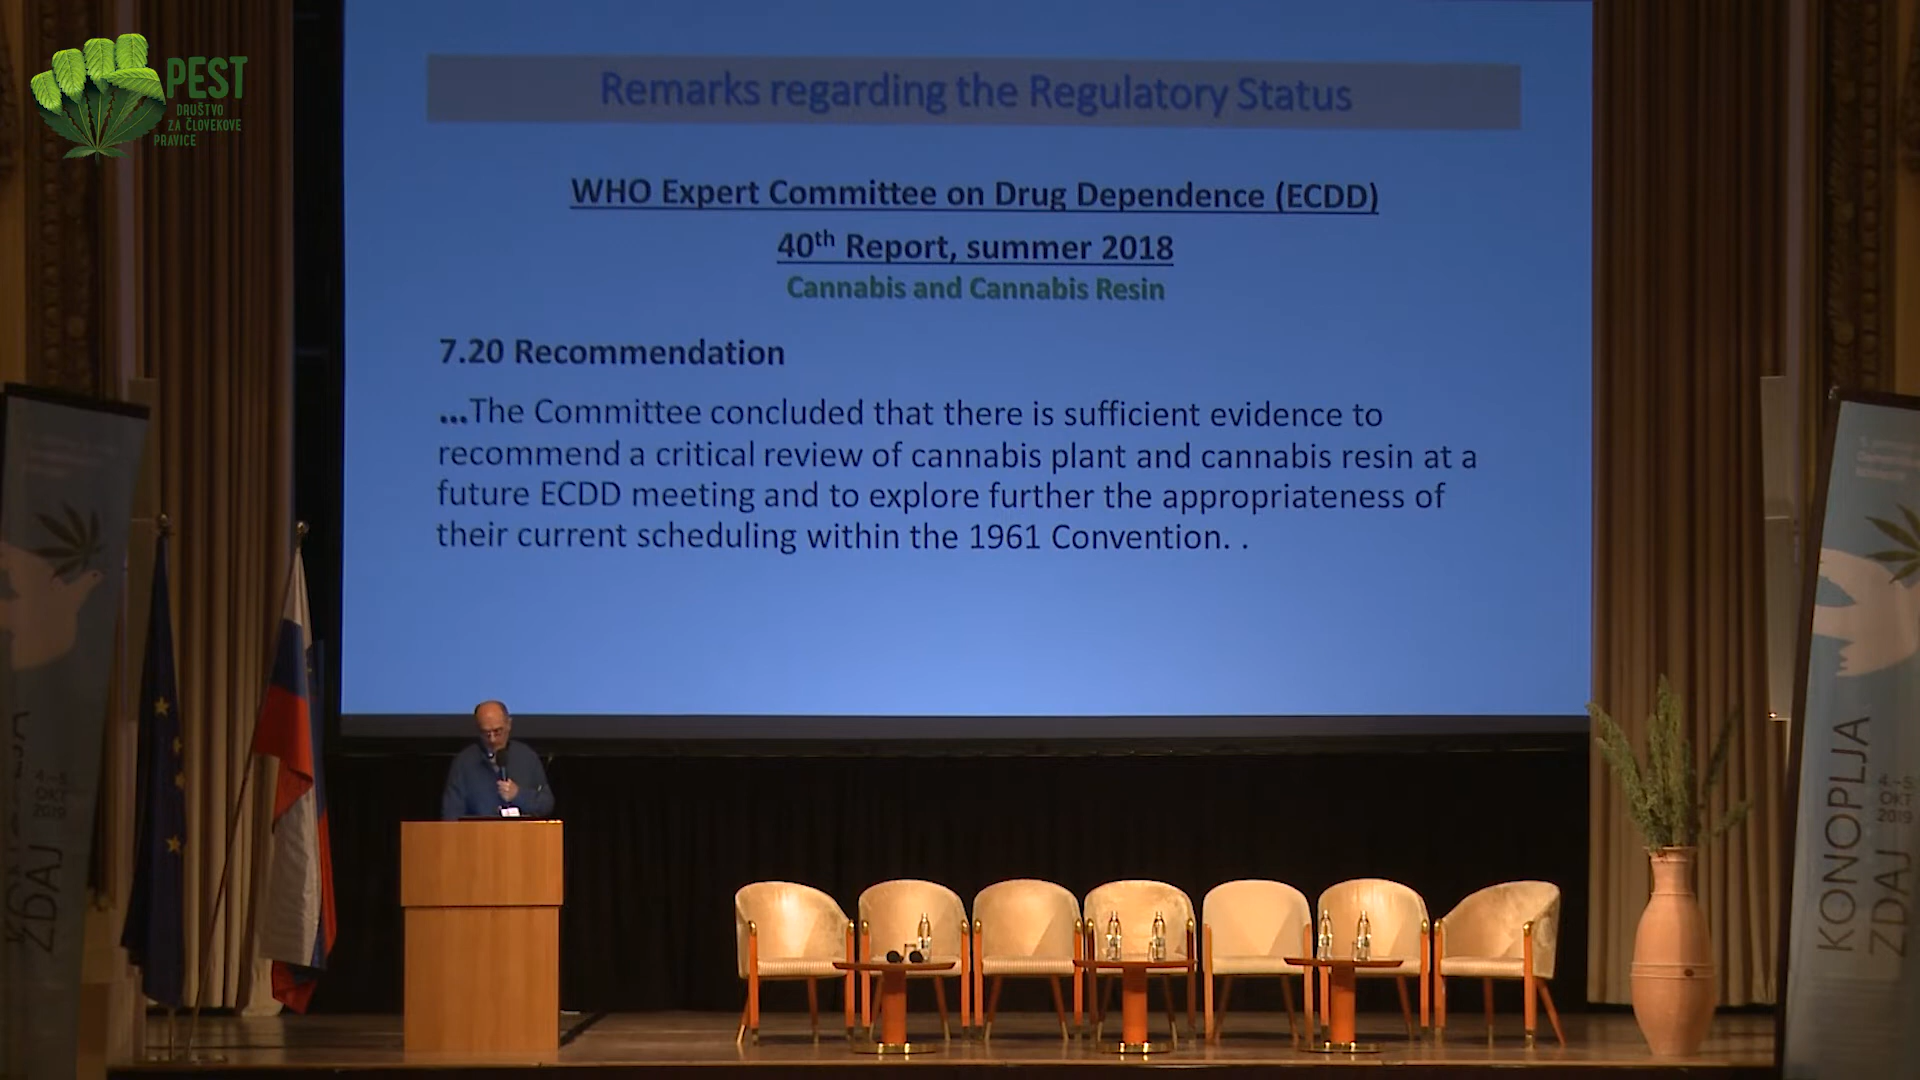 PEST
DRUŠTVO
ZA ČLOVEKOVE
PRAVICE
Remarks regarding the Regulatory Status
WHO Expert Committee on Drug Dependence (ECDD)
40th Report, summer 2018
Cannabis and Cannabis Resin
7.20 Recommendation
...The Committee concluded that there is sufficient evidence to
recommend a critical review of cannabis plant and cannabis resin at a
future ECDD meeting and to explore further the appropriateness of
their current scheduling within the 1961 Convention. .
ZDAJ
OKT
2019
KONOPLJA
ZDAJ
4.-5.
OKT
2019